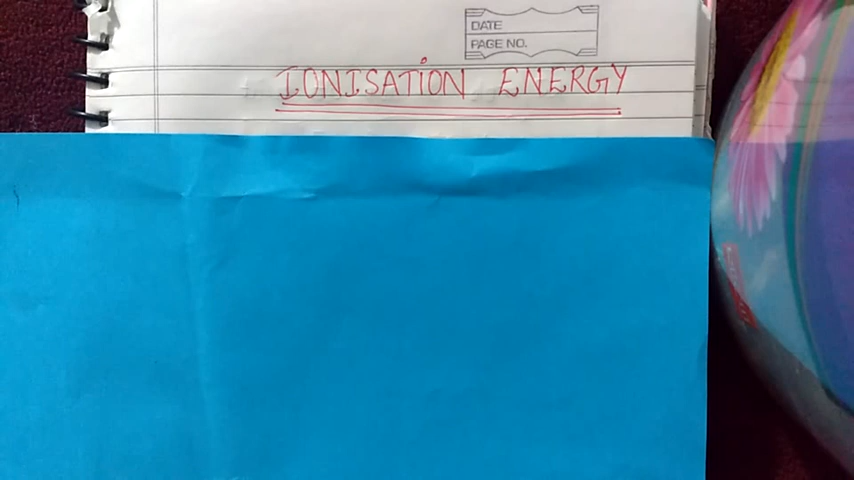 DATE
PAGE NO.
IONISATION ENERGY